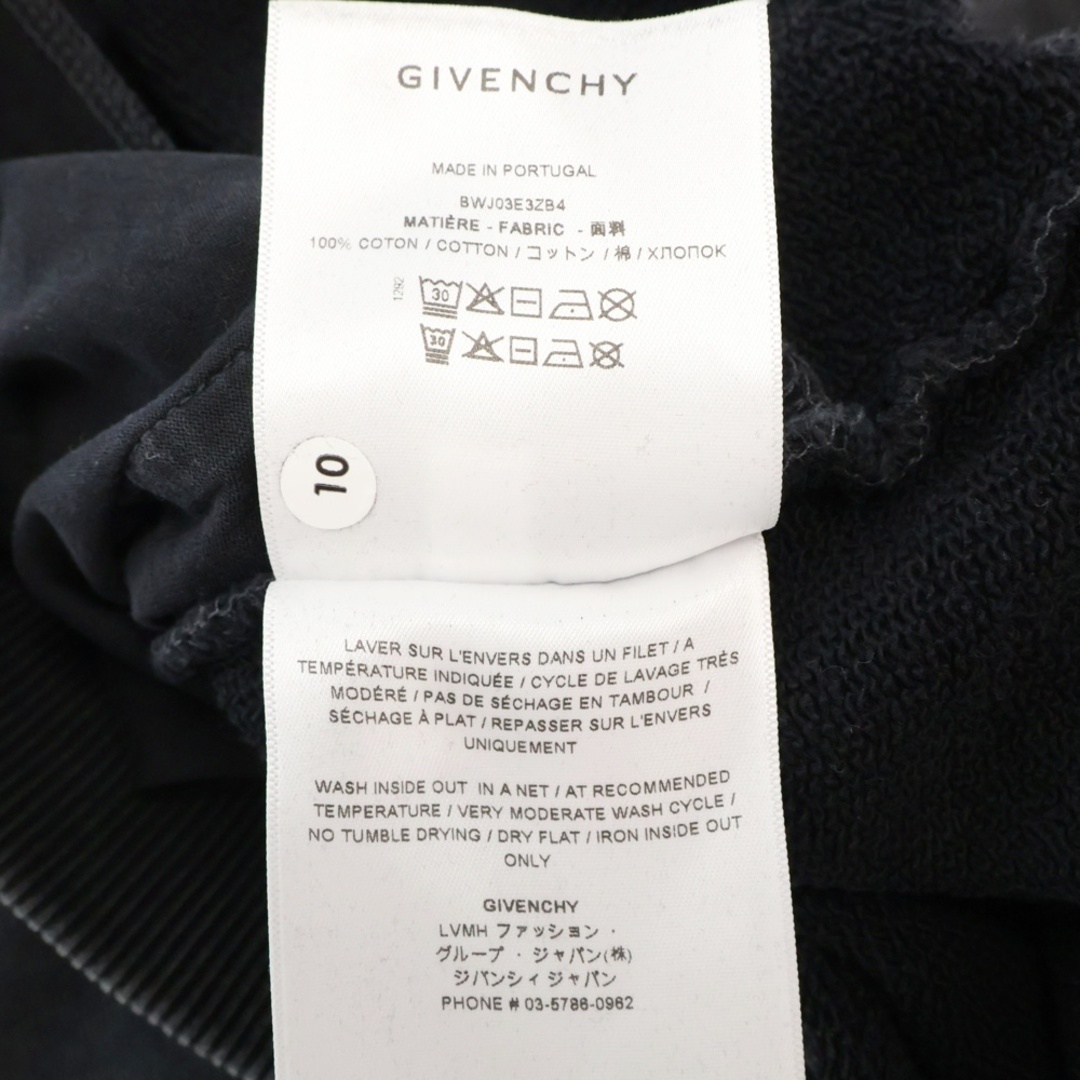 GIVENCHY
MADE IN PORTUGAL
BWJ03E3ZB4
MATIÈRE - FABRIC - 面料
100% COTON / COTTON / コットン / 棉 / ХЛОПОК
1292
30
30
10
LAVER SUR L'ENVERS DANS UN FILET / A
TEMPÉRATURE INDIQUÉE / CYCLE DE LAVAGE TRÈS
MODÉRÉ / PAS DE SÉCHAGE EN TAMBOUR /
SÉCHAGE À PLAT / REPASSER SUR L'ENVERS
UNIQUEMENT
WASH INSIDE OUT IN A NET / AT RECOMMENDED
TEMPERATURE / VERY MODERATE WASH CYCLE /
NO TUMBLE DRYING / DRY FLAT / IRON INSIDE OUT
ONLY
GIVENCHY
LVMH ファッション ・
グループ ・ ジャパン(株)
ジバンシィ ジャパン
PHONE # 03-5786-0962